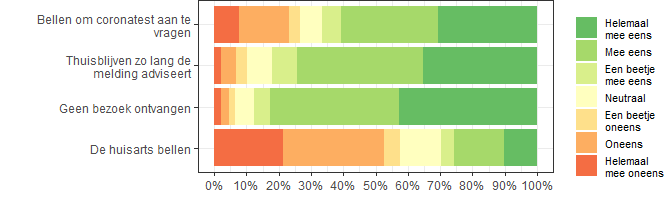 Bellen om coronatest aan te
vragen
Thuisblijven zo lang de
melding adviseert
Geen bezoek ontvangen
De huisarts bellen
0% 10% 20% 30% 40% 50% 60% 70% 80% 90% 100%
Helemaal
mee eens
Mee eens
Een beetje
mee eens
Neutraal
Een beetje
oneens
Oneens
Helemaal
mee oneens